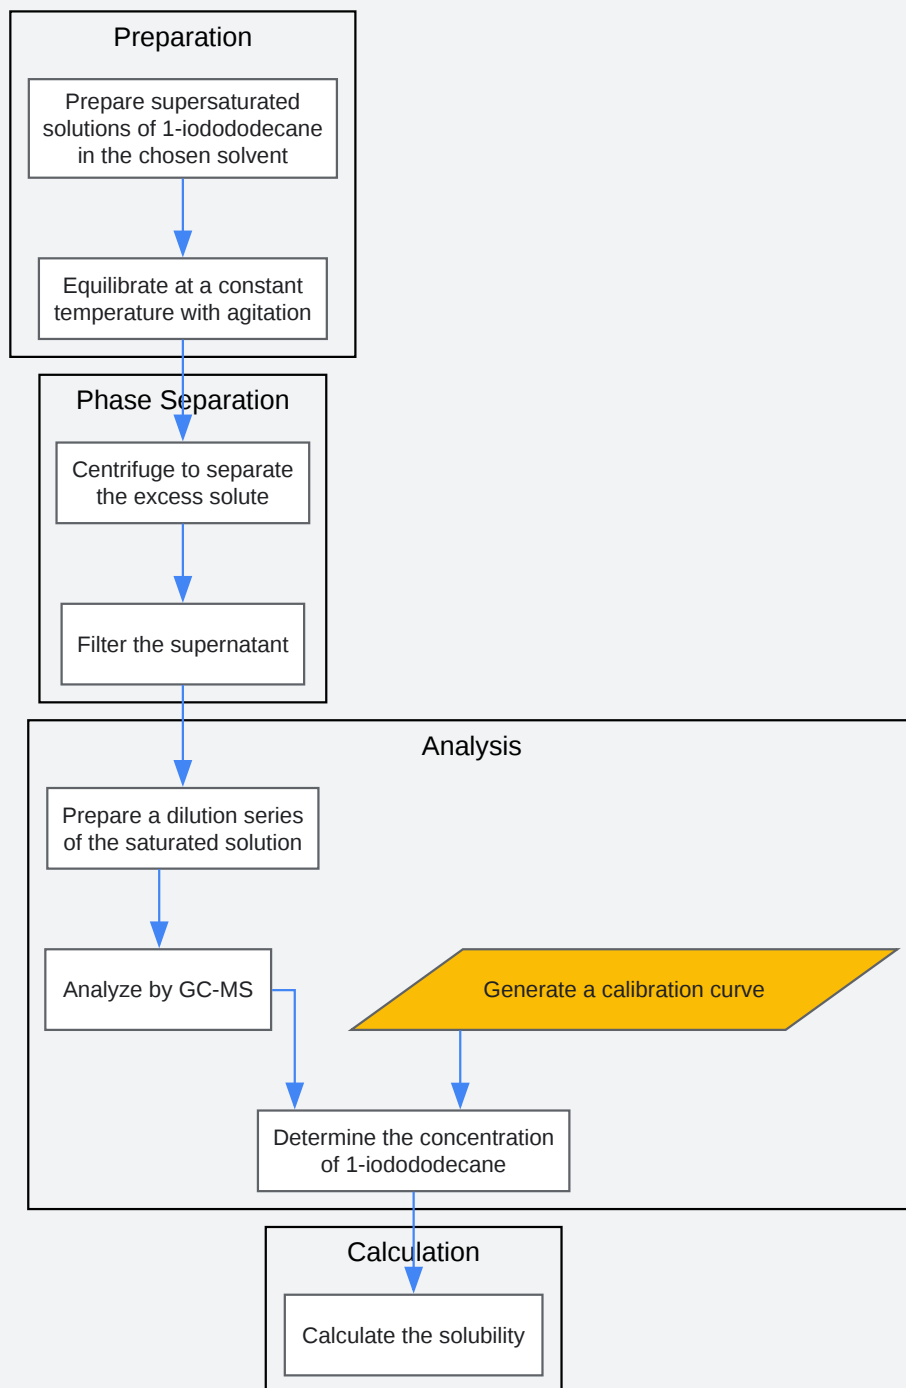 Preparation
Prepare supersaturated
solutions of 1-iodododecane
in the chosen solvent
Equilibrate at a constant
temperature with agitation
Phase Separation
Centrifuge to separate
the excess solute
Filter the supernatant
Analysis
Prepare a dilution series
of the saturated solution
Analyze by GC-MS
Generate a calibration curve
Determine the concentration
of 1-iodododecane
Calculation
Calculate the solubility